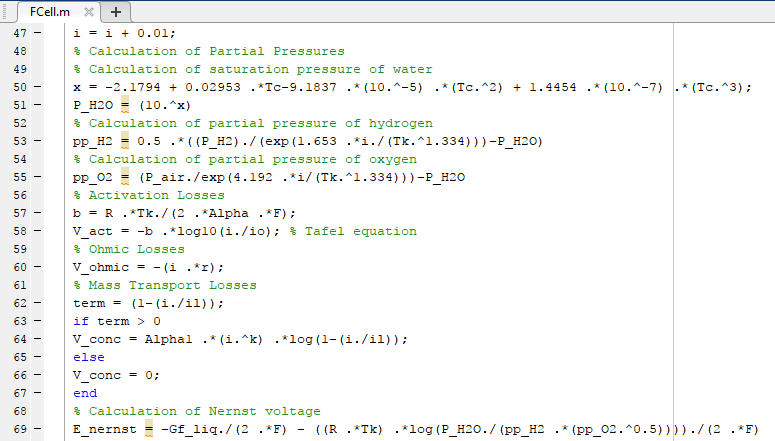 FCell.m
47 - i = i + 0.01;
48 % Calculation of Partial Pressures
49 % Calculation of saturation pressure of water
50 - x = -2.1794 + 0.02953 .*Tc-9.1837 .*(10.^-5) .*(Tc.^2) + 1.4454 .*(10.^-7) .*(Tc.^3);
51 - P_H2O = (10.^x)
52 % Calculation of partial pressure of hydrogen
53 - pp_H2 = 0.5 .*((P_H2)./(exp(1.653 .*i./(Tk.^1.334)))-P_H2O)
54 % Calculation of partial pressure of oxygen
55 - pp_O2 = (P_air./exp(4.192 .*i/(Tk.^1.334)))-P_H2O
56 % Activation Losses
57 - b = R .*Tk./(2 .*Alpha .*F);
58 - V_act = -b .*log10(i./io); % Tafel equation
59 % Ohmic Losses
60 - V_ohmic = -(i .*r);
61 % Mass Transport Losses
62 - term = (1-(i./il));
63 - if term > 0
64 - V_conc = Alpha1 .*(i.^k) .*log(1-(i./il));
65 - else
66 - V_conc = 0;
67 - end
68 % Calculation of Nernst voltage
69 - E_nernst = -Gf_liq./(2 .*F) - ((R .*Tk) .*log(P_H2O./(pp_H2 .*(pp_O2.^0.5))))./(2 .*F)